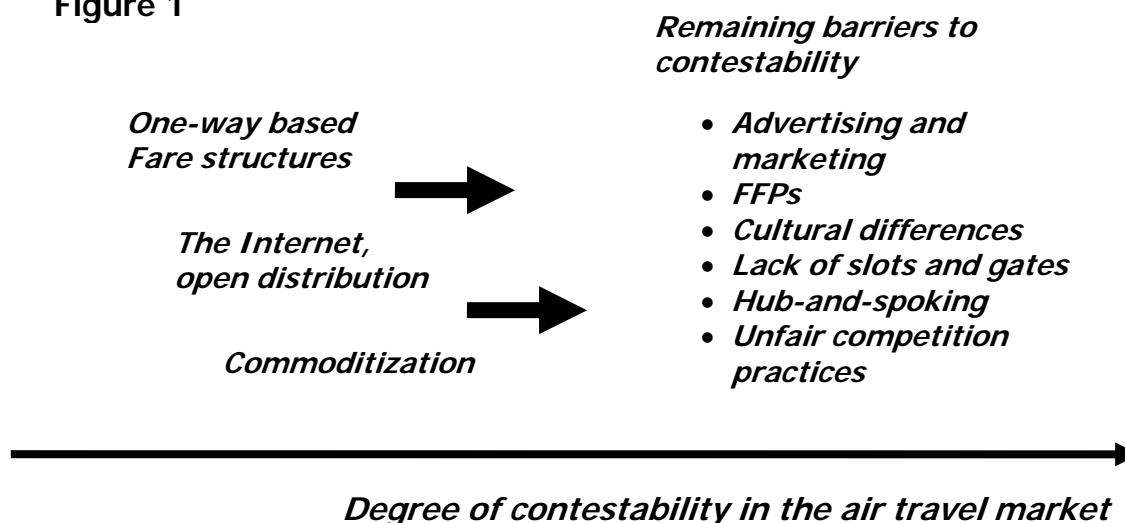 Figure 1
Remaining barriers to
contestability
One-way based
Fare structures
The Internet,
open distribution
Commoditization
• Advertising and
marketing
• FFPs
• Cultural differences
• Lack of slots and gates
• Hub-and-spoking
• Unfair competition
practices
Degree of contestability in the air travel market